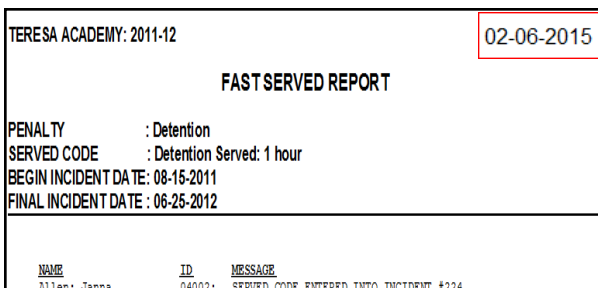 TERESA ACADEMY: 2011-12
02-06-2015
FAST SERVED REPORT
PENALTY : Detention
SERVED CODE : Detention Served: 1 hour
BEGIN INCIDENT DATE: 08-15-2011
FINAL INCIDENT DATE : 06-25-2012
NAME ID MESSAGE
Allen: Janna 04002: SERVED CODE ENTERED INTO INCIDENT #224